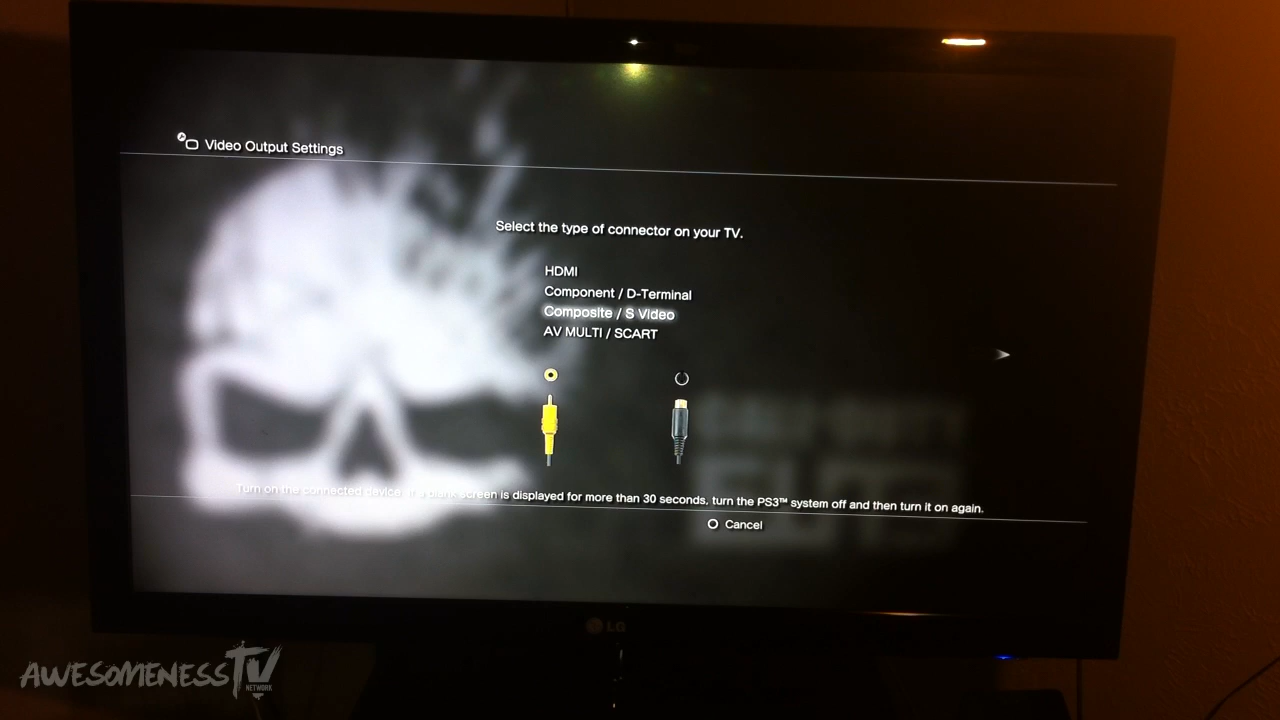 Video Output Settings
Select the type of connector on your TV.
HDMI
Component / D-Terminal
Composite / S Video
AV MULTI / SCART
Turn on the connected device. If a blank screen is displayed for more than 30 seconds, turn the PS3™ system off and then turn it on again.
Cancel
LG
AWESOMENESSTV
NETWORK